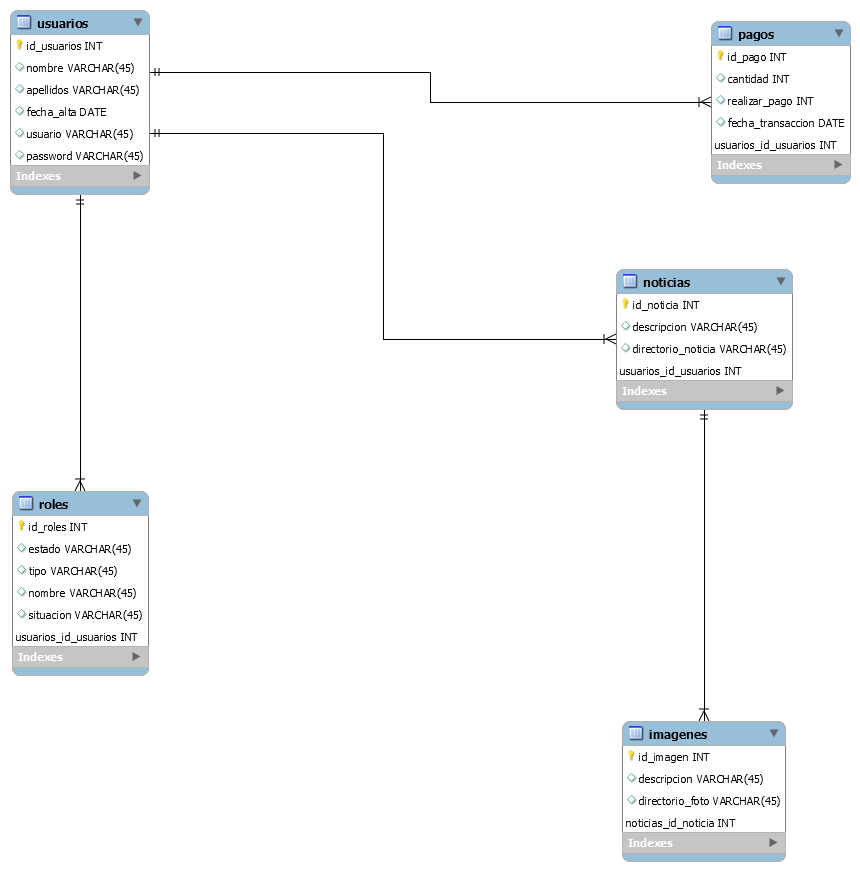 usuarios
id_usuarios INT
nombre VARCHAR(45)
apellidos VARCHAR(45)
fecha_alta DATE
usuario VARCHAR(45)
password VARCHAR(45)
Indexes
pagos
id_pago INT
cantidad INT
realizar_pago INT
fecha_transaccion DATE
usuarios_id_usuarios INT
Indexes
noticias
id_noticia INT
descripcion VARCHAR(45)
directorio_noticia VARCHAR(45)
usuarios_id_usuarios INT
Indexes
roles
id_roles INT
estado VARCHAR(45)
tipo VARCHAR(45)
nombre VARCHAR(45)
situacion VARCHAR(45)
usuarios_id_usuarios INT
Indexes
imagenes
id_imagen INT
descripcion VARCHAR(45)
directorio_foto VARCHAR(45)
noticias_id_noticia INT
Indexes